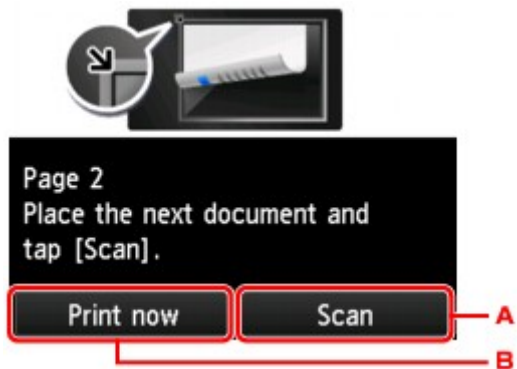 Page 2
Place the next document and
tap [Scan].
Print now Scan A
B